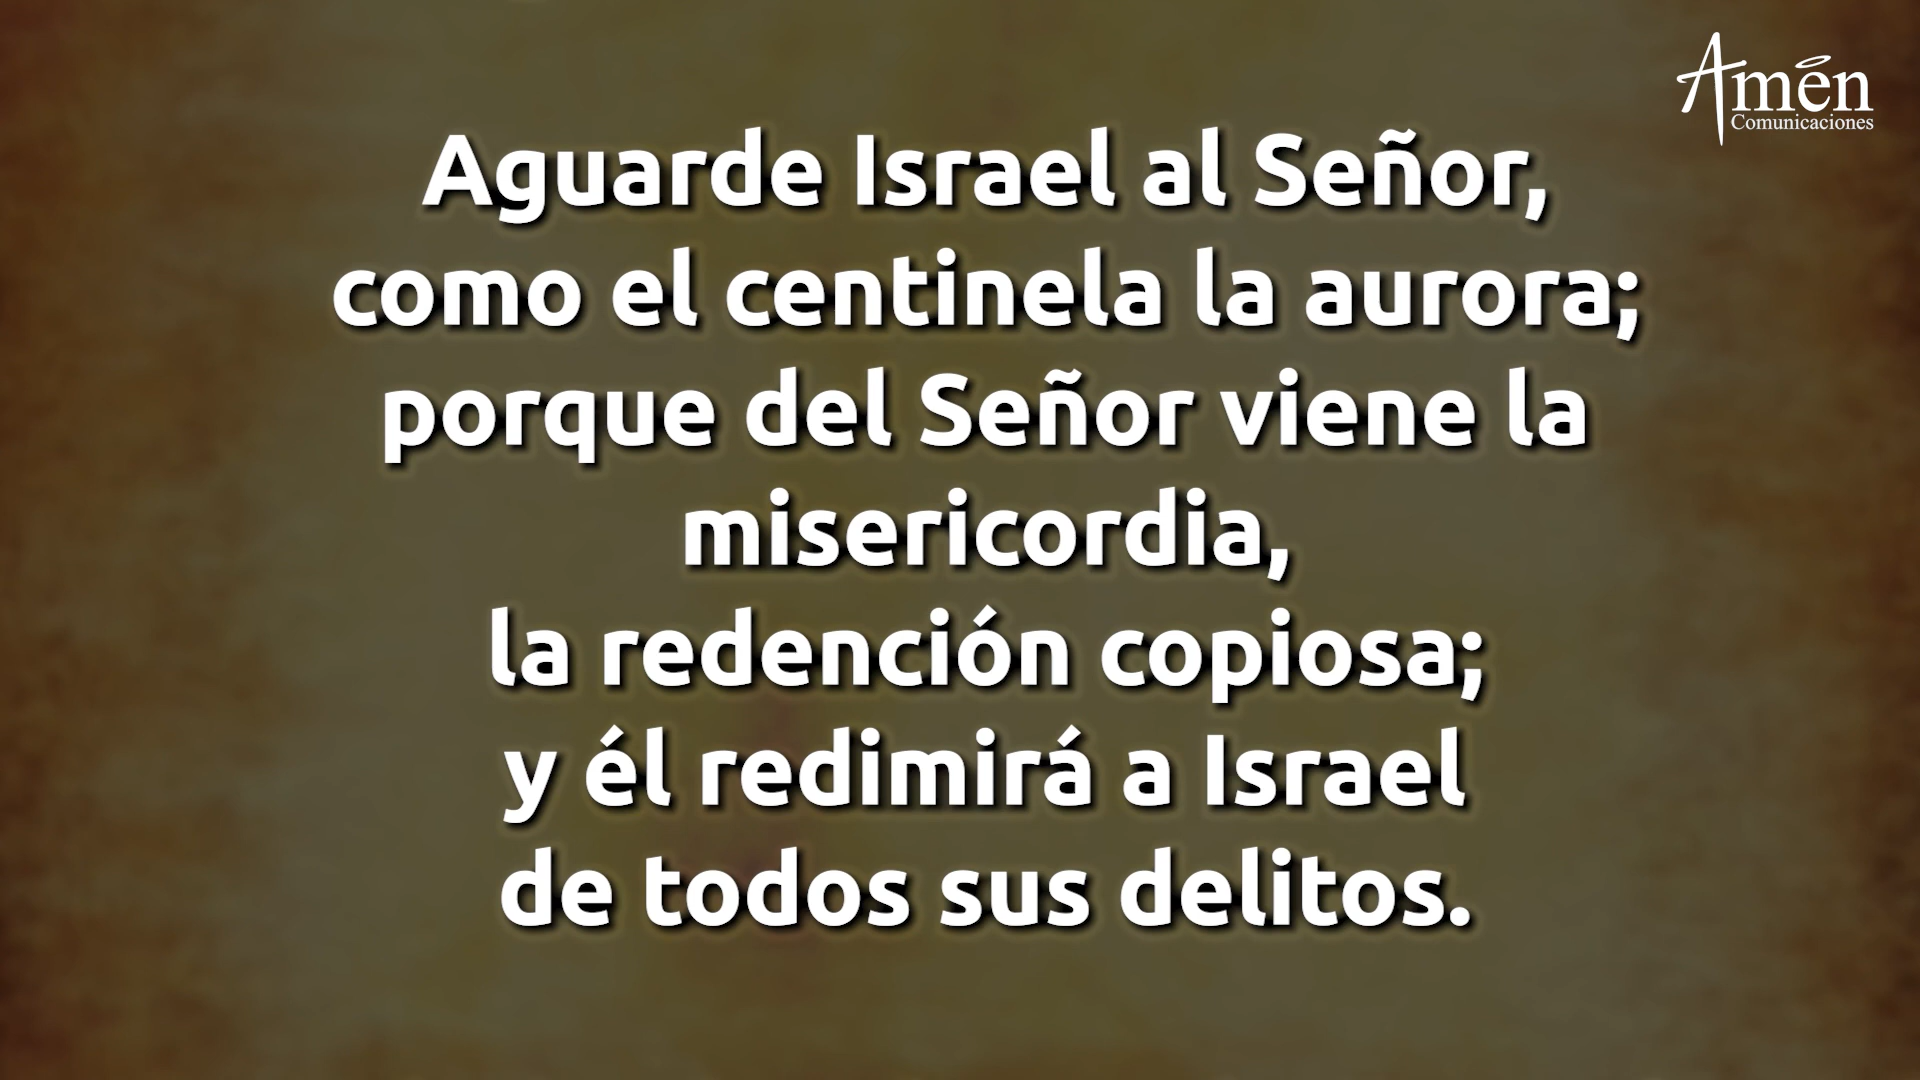 Amén
Comunicaciones
Aguarde Israel al Señor,
como el centinela la aurora;
porque del Señor viene la
misericordia,
la redención copiosa;
y él redimirá a Israel
de todos sus delitos.